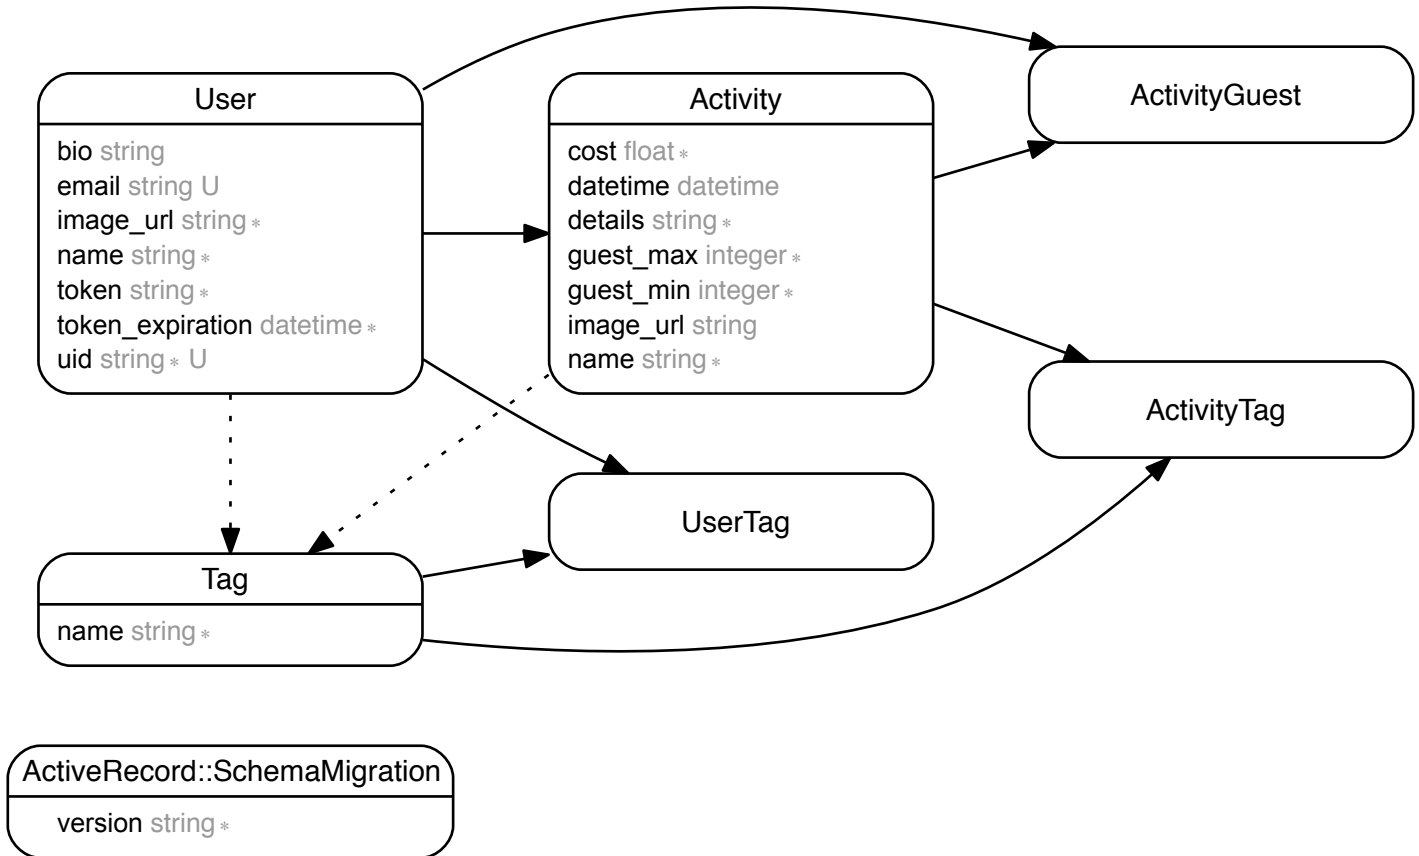 User
bio string
email string U
image_url string *
name string *
token string *
token_expiration datetime *
uid string * U
Activity
cost float *
datetime datetime
details string *
guest_max integer *
guest_min integer *
image_url string
name string *
ActivityGuest
ActivityTag
UserTag
Tag
name string *
ActiveRecord::SchemaMigration
version string *